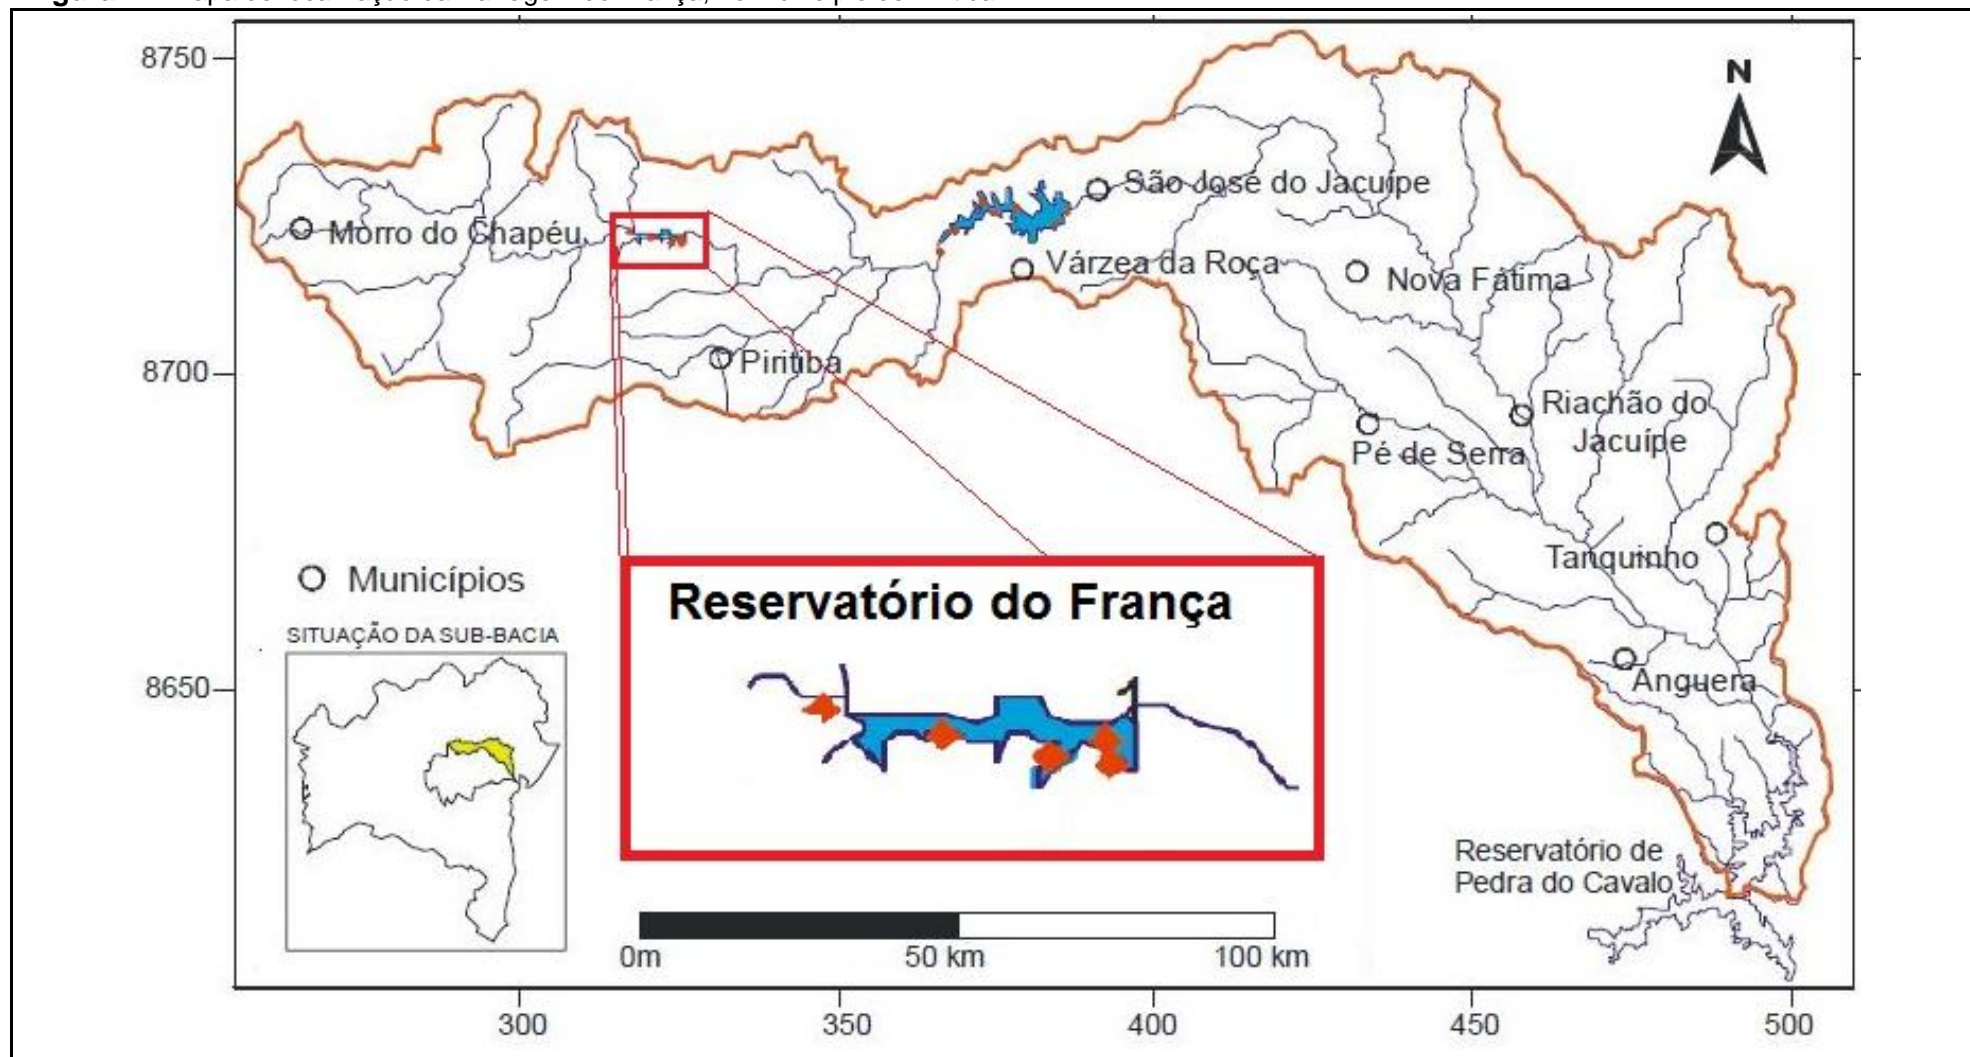 8750
N
São José do Jacuípe
Morro do Chapéu
Várzea da Roça
Nova Fátima
8700
Piritiba
Riachão do
Jacuípe
Pé de Serra
Tanquinho
Municípios
Reservatório do França
SITUAÇÃO DA SUB-BACIA
8650
Anguera
Reservatório de
Pedra do Cavalo
0m 50 km 100 km
300 350 400 450 500